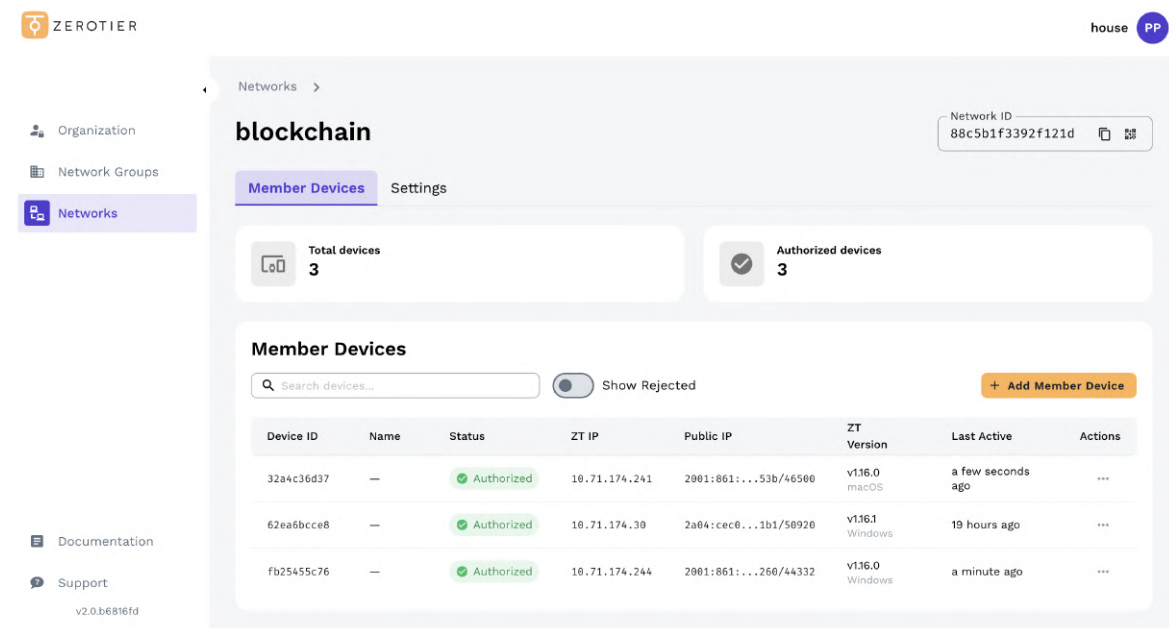 ZEROTIER
house PP
Networks
blockchain
Network ID
88c5b1f3392f121d
Organization
Network Groups
Networks
Member Devices Settings
Total devices
3
Authorized devices
3
Member Devices
Search devices...
Show Rejected
+ Add Member Device
Device ID Name Status ZT IP Public IP ZT Version Last Active Actions
32a4c36d37 — Authorized 10.71.174.241 2001:861:...53b/46500 v1.16.0 macOS a few seconds ago ...
62ea6bcce8 — Authorized 10.71.174.30 2a04:cec0...1b1/50920 v1.16.1 Windows 19 hours ago ...
fb25455c76 — Authorized 10.71.174.244 2001:861:...260/44332 v1.16.0 Windows a minute ago ...
Documentation
Support
v2.0.b6816fd